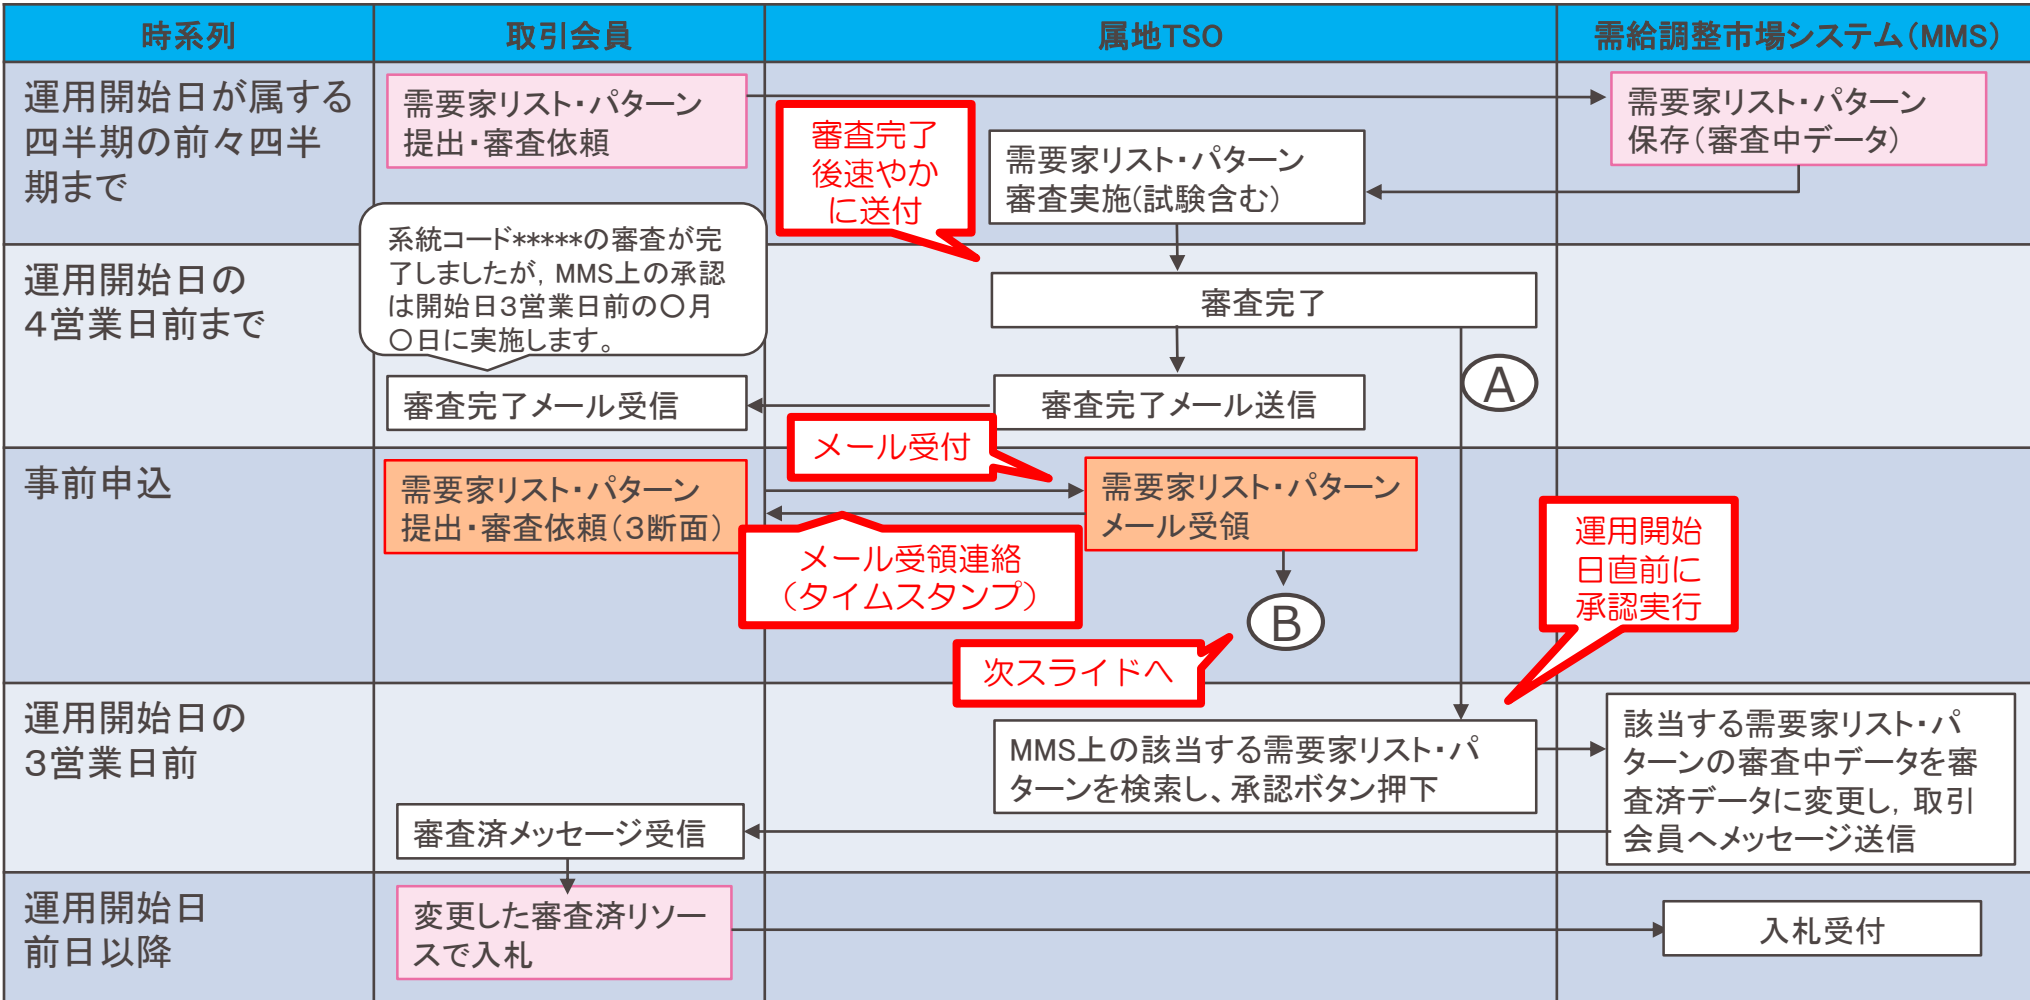 時系列
取引会員
属地TSO
需給調整市場システム（MMS）
運用開始日が属する
四半期の前々四半
期まで
需要家リスト・パターン
提出・審査依頼
審査完了
後速やか
に送付
需要家リスト・パターン
審査実施(試験含む)
需要家リスト・パターン
保存（審査中データ）
運用開始日の
４営業日前まで
系統コード*****の審査が完
了しましたが，MMS上の承認
は開始日３営業日前の〇月
〇日に実施します。
審査完了
審査完了メール受信
審査完了メール送信
A
事前申込
需要家リスト・パターン
提出・審査依頼（３断面）
メール受付
需要家リスト・パターン
メール受領
メール受領連絡
（タイムスタンプ）
B
次スライドへ
運用開始
日直前に
承認実行
運用開始日の
３営業日前
MMS上の該当する需要家リスト・パ
ターンを検索し、承認ボタン押下
該当する需要家リスト・パ
ターンの審査中データを審
査済データに変更し，取引
会員へメッセージ送信
審査済メッセージ受信
運用開始日
前日以降
変更した審査済リソー
スで入札
入札受付